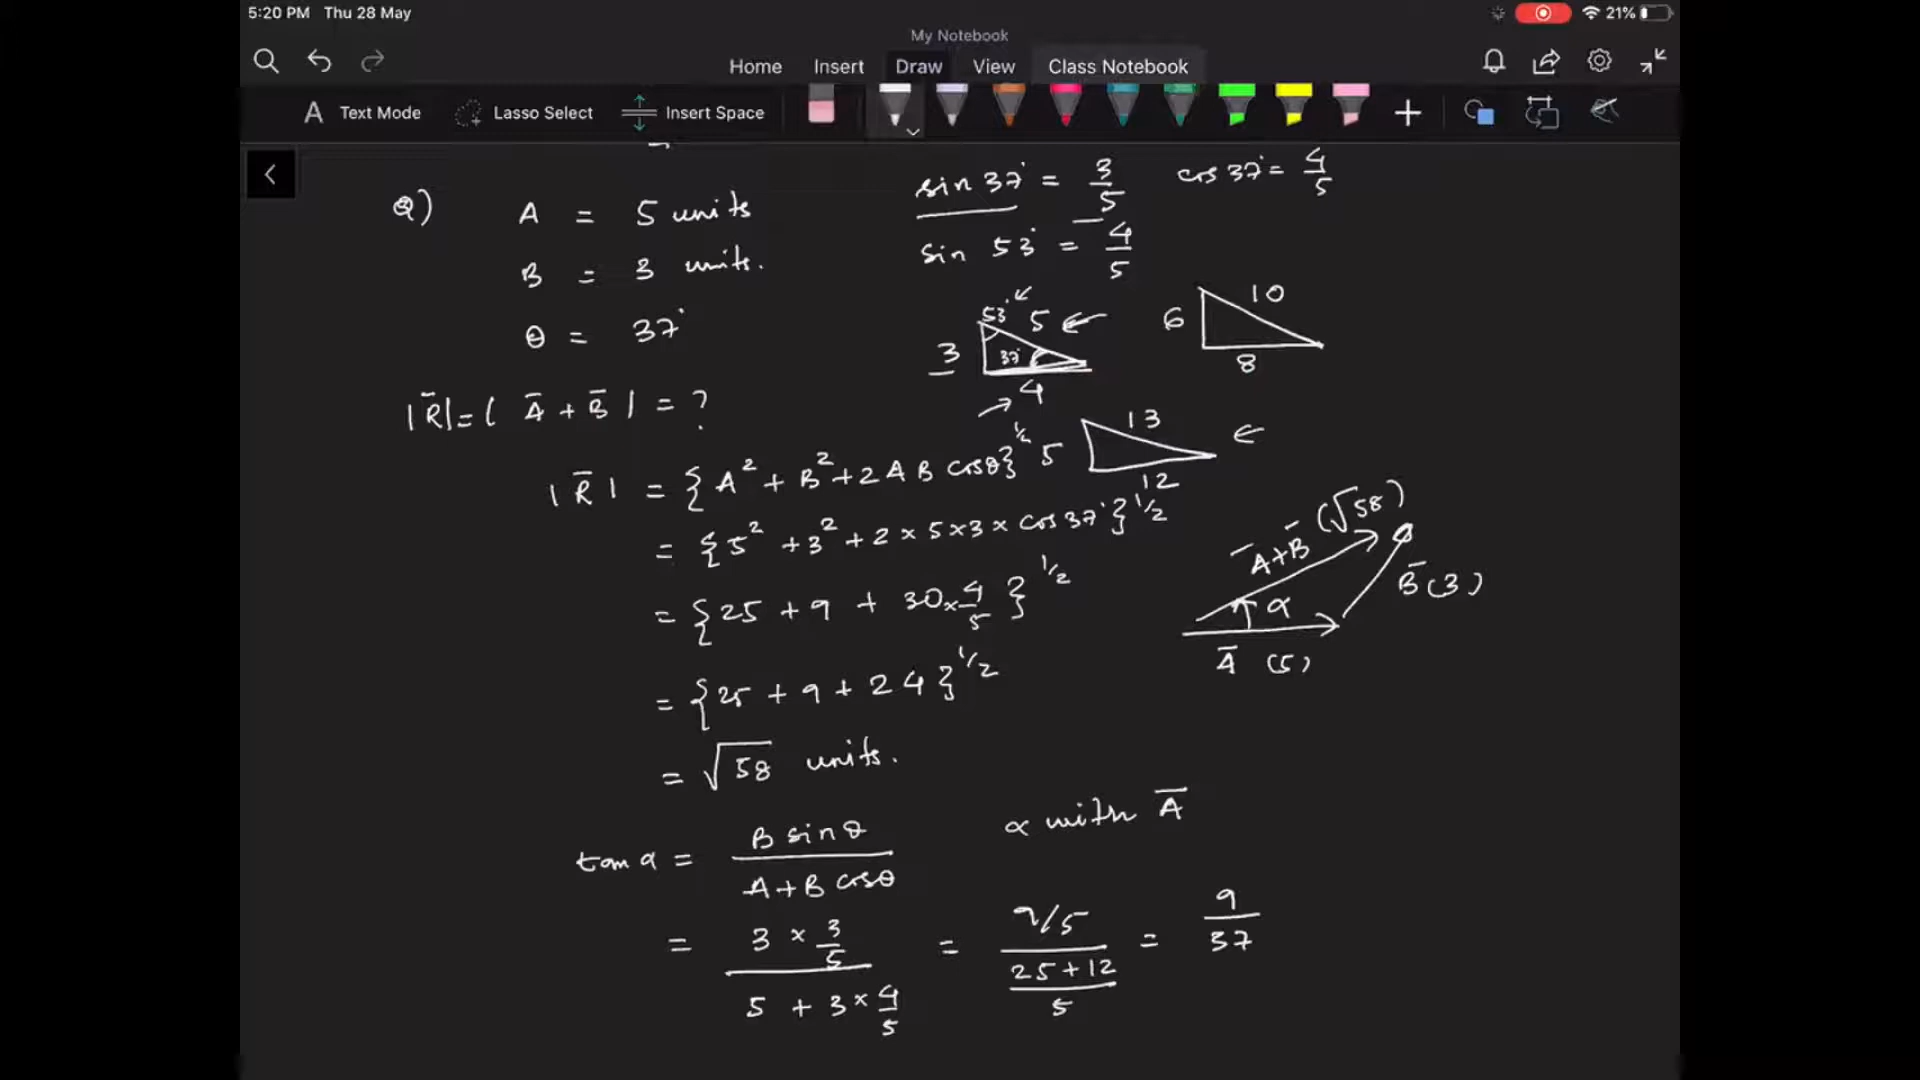 5:20 PM Thu 28 May
21%
My Notebook
Home Insert Draw View Class Notebook
A Text Mode Lasso Select Insert Space
Q) A = 5 units
B = 3 units.
θ = 37°
sin 37° = 3/5 cos 37° = 4/5
sin 53° = 4/5
53° 5
3 37°
4
10
6
8
13
5
12
|R̄| = ( Ā + B̄ | = ?
|R̄| = {A² + B² + 2AB cosθ}^1/2
= {5² + 3² + 2 × 5 × 3 × cos 37°}^1/2
= {25 + 9 + 30 × 4/5}^1/2
= {25 + 9 + 24}^1/2
= √58 units.
Ā+B̄ (√58)
B̄ (3)
α
Ā (5)
tan α = B sinθ / A + B cosθ
α with Ā
= 3 × 3/5 / 5 + 3 × 4/5 = 9/5 / 25 + 12 / 5 = 9/37